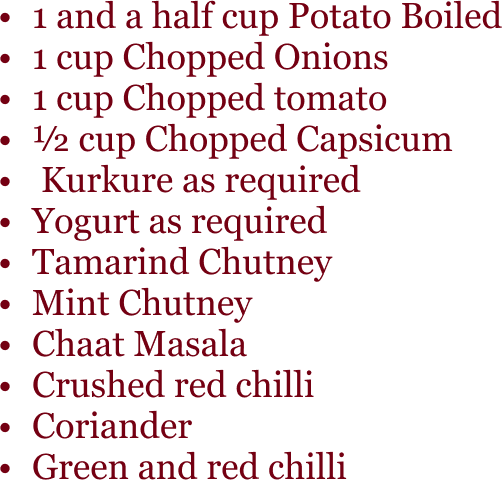 • 1 and a half cup Potato Boiled
• 1 cup Chopped Onions
• 1 cup Chopped tomato
• ½ cup Chopped Capsicum
• Kurkure as required
• Yogurt as required
• Tamarind Chutney
• Mint Chutney
• Chaat Masala
• Crushed red chilli
• Coriander
• Green and red chilli